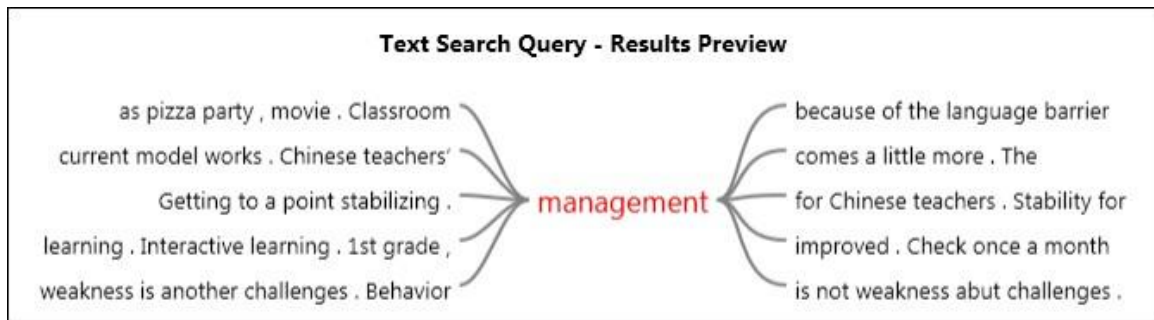 Text Search Query - Results Preview
as pizza party , movie . Classroom
current model works . Chinese teachers'
Getting to a point stabilizing .
learning . Interactive learning . 1st grade ,
weakness is another challenges . Behavior
management
because of the language barrier
comes a little more . The
for Chinese teachers . Stability for
improved . Check once a month
is not weakness abut challenges .